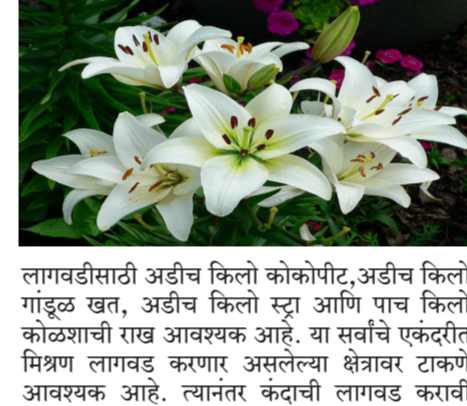 लागवडीसाठी अडीच किलो कोकोपीट,अडीच किलो
गांडूळ खत, अडीच किलो स्ट्रा आणि पाच किलो
कोळशाची राख आवश्यक आहे. या सर्वांचे एकंदरीत
मिश्रण लागवड करणार असलेल्या क्षेत्रावर टाकणे
आवश्यक आहे. त्यानंतर कंदाची लागवड करावी